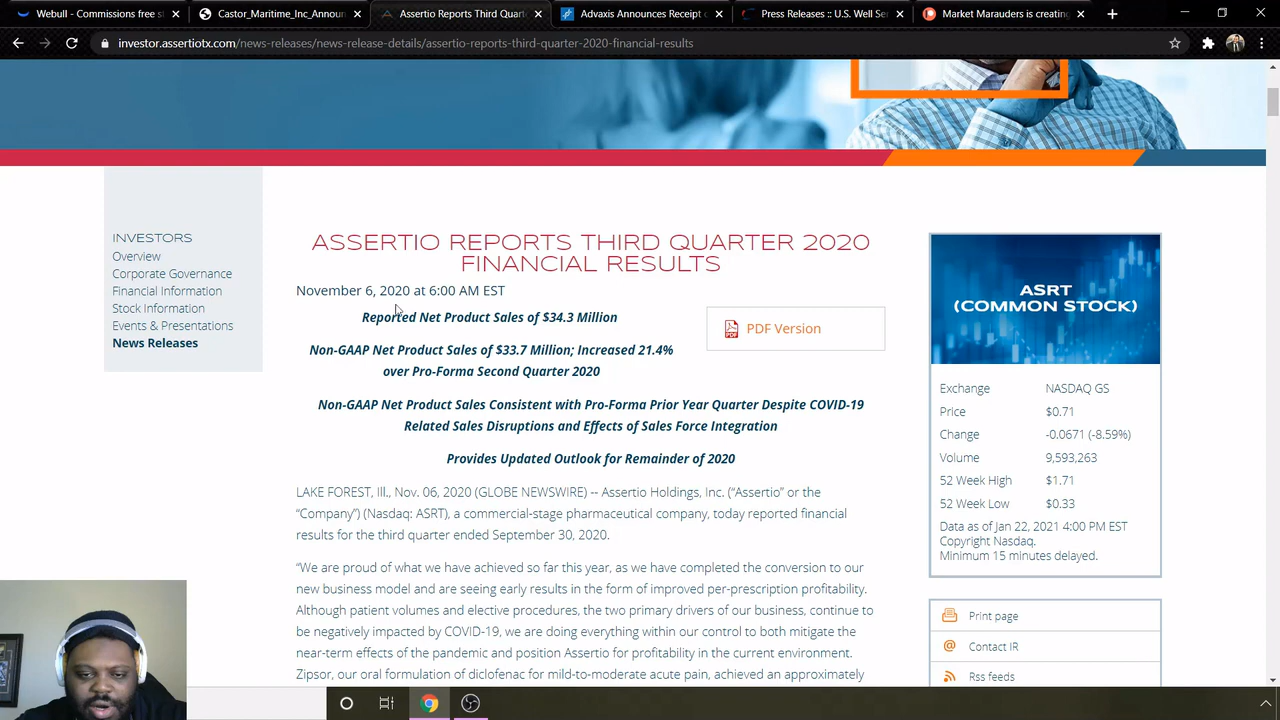 Webull - Commissions free st
Castor_Maritime_Inc_Announ
Assertio Reports Third Quarte
Advaxis Announces Receipt o
Press Releases :: U.S. Well Ser
Market Marauders is creating
investor.assertiotx.com/news-releases/news-release-details/assertio-reports-third-quarter-2020-financial-results
INVESTORS
Overview
Corporate Governance
Financial Information
Stock Information
Events & Presentations
News Releases
ASSERTIO REPORTS THIRD QUARTER 2020
FINANCIAL RESULTS
November 6, 2020 at 6:00 AM EST
Reported Net Product Sales of $34.3 Million
PDF Version
Non-GAAP Net Product Sales of $33.7 Million; Increased 21.4%
over Pro-Forma Second Quarter 2020
Non-GAAP Net Product Sales Consistent with Pro-Forma Prior Year Quarter Despite COVID-19
Related Sales Disruptions and Effects of Sales Force Integration
Provides Updated Outlook for Remainder of 2020
LAKE FOREST, Ill., Nov. 06, 2020 (GLOBE NEWSWIRE) -- Assertio Holdings, Inc. (“Assertio” or the
“Company”) (Nasdaq: ASRT), a commercial-stage pharmaceutical company, today reported financial
results for the third quarter ended September 30, 2020.
“We are proud of what we have achieved so far this year, as we have completed the conversion to our
new business model and are seeing early results in the form of improved per-prescription profitability.
Although patient volumes and elective procedures, the two primary drivers of our business, continue to
be negatively impacted by COVID-19, we are doing everything within our control to both mitigate the
near-term effects of the pandemic and position Assertio for profitability in the current environment.
Zipsor, our oral formulation of diclofenac for mild-to-moderate acute pain, achieved an approximately
ASRT
(COMMON STOCK)
Exchange NASDAQ GS
Price $0.71
Change -0.0671 (-8.59%)
Volume 9,593,263
52 Week High $1.71
52 Week Low $0.33
Data as of Jan 22, 2021 4:00 PM EST
Copyright Nasdaq.
Minimum 15 minutes delayed.
Print page
Contact IR
Rss feeds